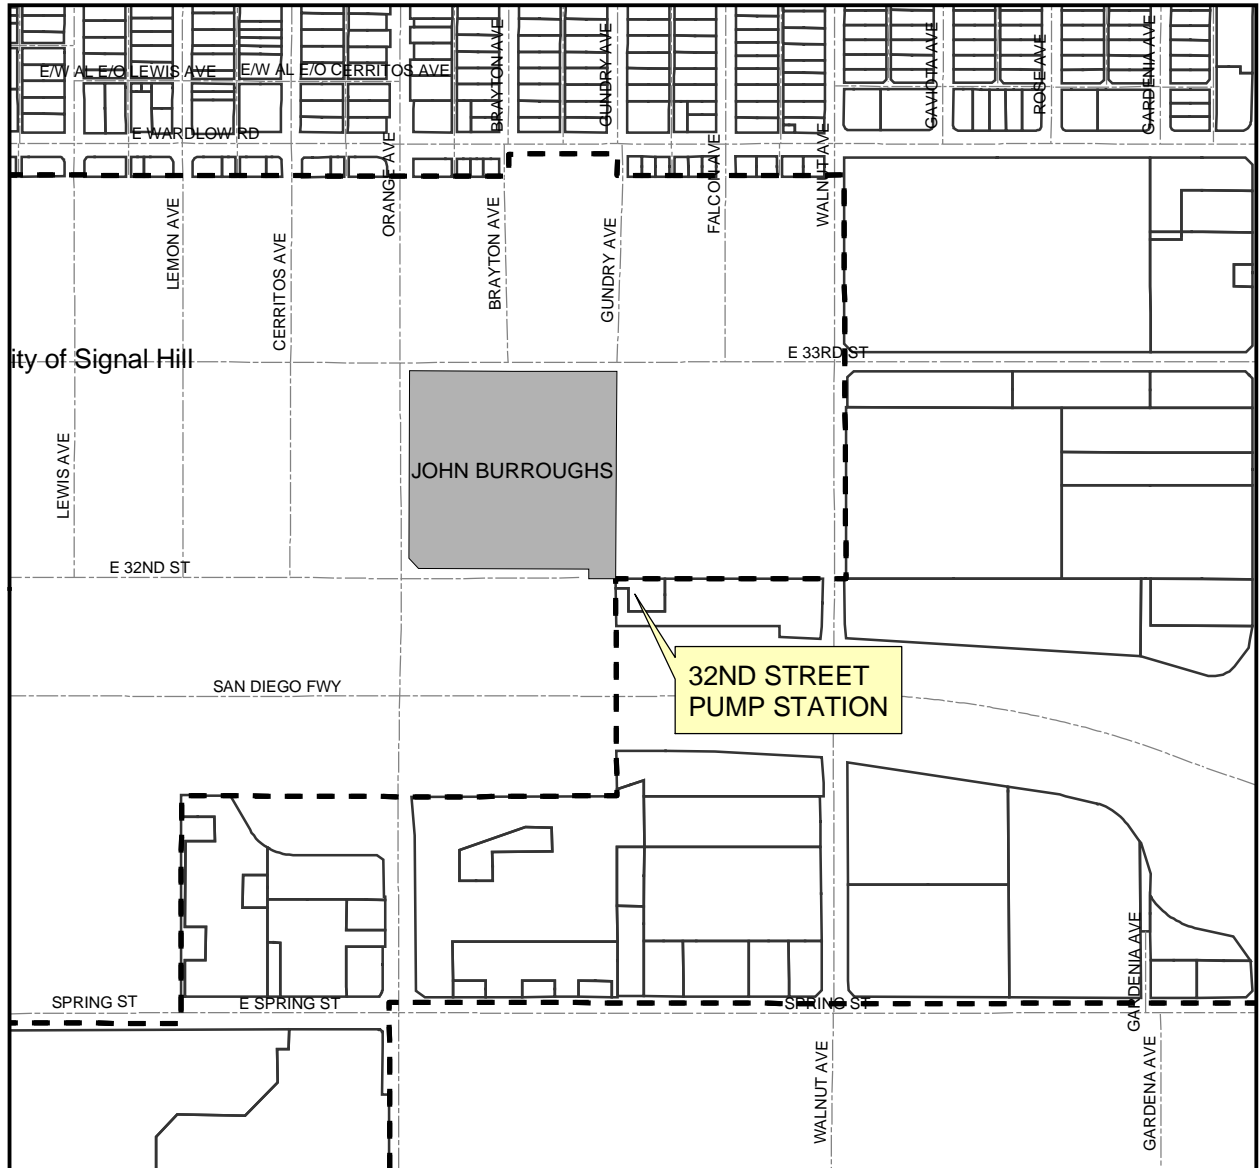 E/W AL E/O LEWIS AVE
E/W AL E/O CERRITOS AVE
BRAYTON AVE
GUNDRY AVE
GAVIOTA AVE
ROSE AVE
GARDENIA AVE
E WARDLOW RD
ORANGE AVE
FALCON AVE
WALNUT AVE
LEMON AVE
CERRITOS AVE
BRAYTON AVE
GUNDRY AVE
ity of Signal Hill
E 33RD ST
LEWIS AVE
JOHN BURROUGHS
E 32ND ST
32ND STREET
PUMP STATION
SAN DIEGO FWY
SPRING ST
E SPRING ST
SPRING ST
GARDENIA AVE
WALNUT AVE
GARDENA AVE